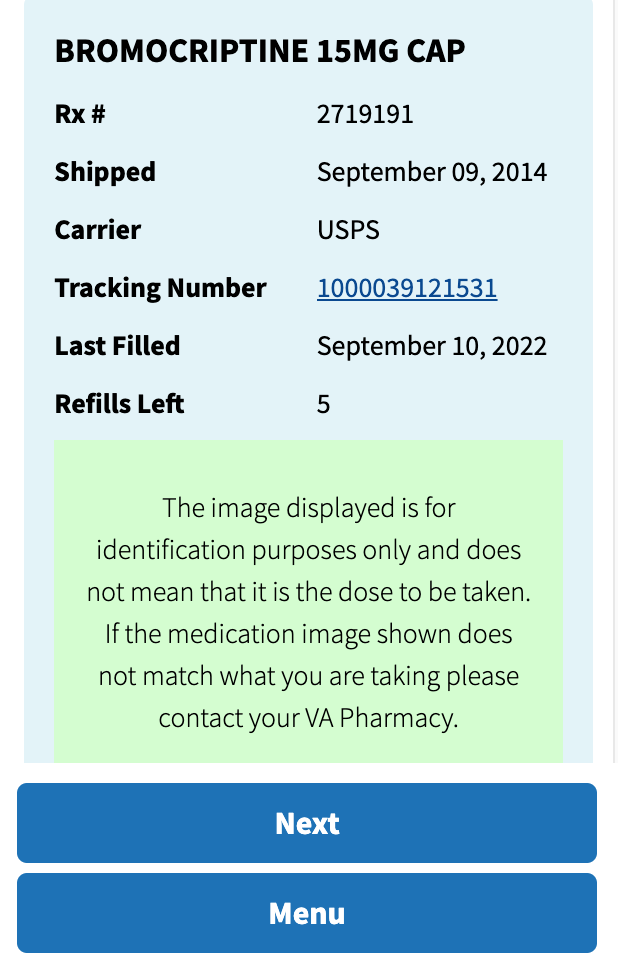 BROMOCRIPTINE 15MG CAP
Rx # 2719191
Shipped September 09, 2014
Carrier USPS
Tracking Number 1000039121531
Last Filled September 10, 2022
Refills Left 5
The image displayed is for
identification purposes only and does
not mean that it is the dose to be taken.
If the medication image shown does
not match what you are taking please
contact your VA Pharmacy.
Next
Menu